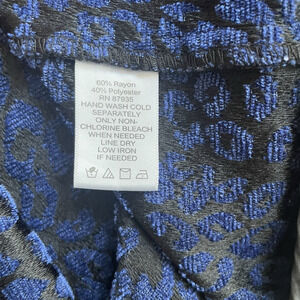 60% Rayon
40% Polyester
RN 87935
HAND WASH COLD
SEPARATELY
ONLY NON-
CHLORINE BLEACH
WHEN NEEDED
LINE DRY
LOW IRON
IF NEEDED